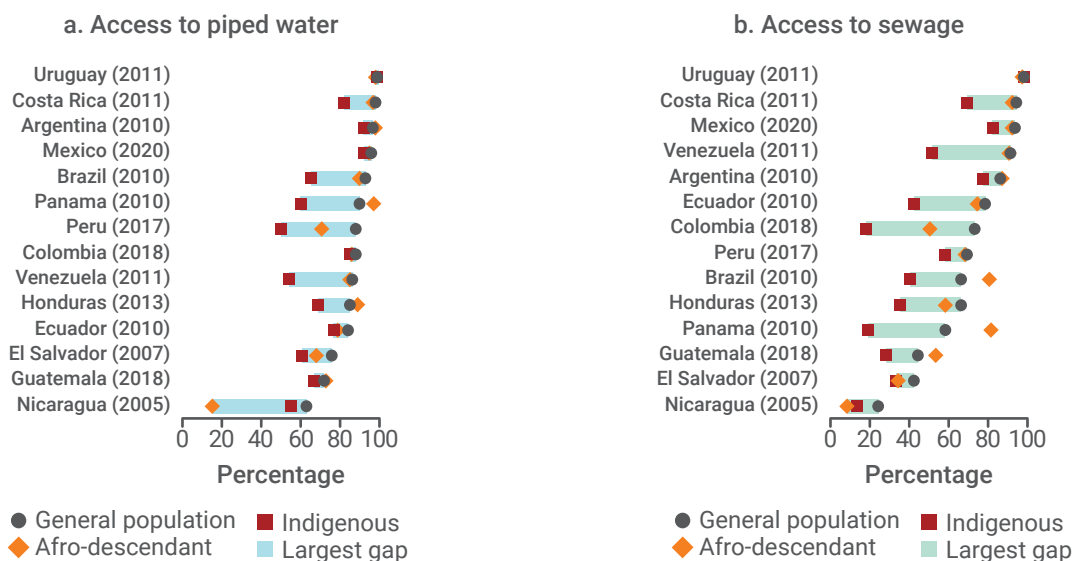 a. Access to piped water
Uruguay (2011)
Costa Rica (2011)
Argentina (2010)
Mexico (2020)
Brazil (2010)
Panama (2010)
Peru (2017)
Colombia (2018)
Venezuela (2011)
Honduras (2013)
Ecuador (2010)
El Salvador (2007)
Guatemala (2018)
Nicaragua (2005)
0 20 40 60 80 100
Percentage
General population
Indigenous
Afro-descendant
Largest gap
b. Access to sewage
Uruguay (2011)
Costa Rica (2011)
Mexico (2020)
Venezuela (2011)
Argentina (2010)
Ecuador (2010)
Colombia (2018)
Peru (2017)
Brazil (2010)
Honduras (2013)
Panama (2010)
Guatemala (2018)
El Salvador (2007)
Nicaragua (2005)
0 20 40 60 80 100
Percentage
General population
Indigenous
Afro-descendant
Largest gap